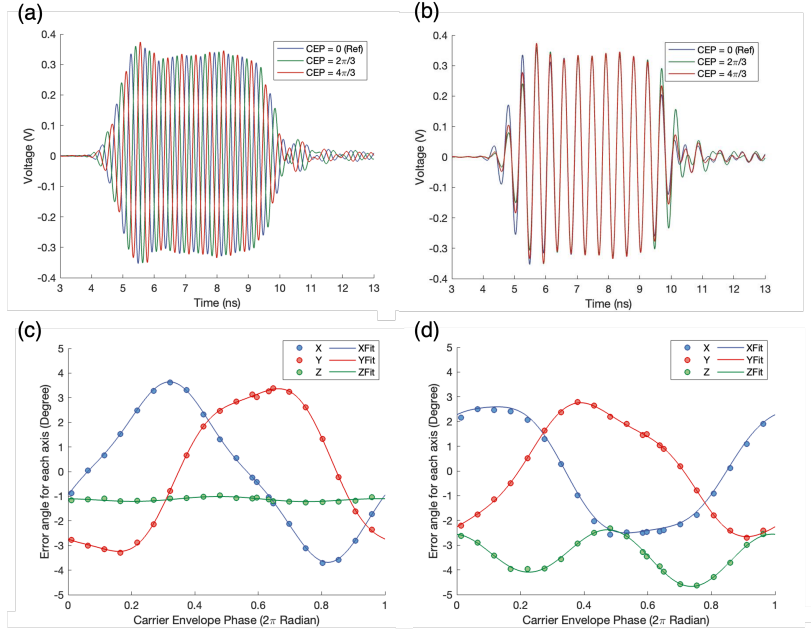 (a)
CEP = 0 (Ref)
CEP = 2π/3
CEP = 4π/3
Voltage (V)
0.4
0.3
0.2
0.1
0
-0.1
-0.2
-0.3
-0.4
3 4 5 6 7 8 9 10 11 12 13
Time (ns)
(b)
CEP = 0 (Ref)
CEP = 2π/3
CEP = 4π/3
Voltage (V)
0.4
0.3
0.2
0.1
0
-0.1
-0.2
-0.3
-0.4
3 4 5 6 7 8 9 10 11 12 13
Time (ns)
(c)
X XFit
Y YFit
Z ZFit
Error angle for each axis (Degree)
5
4
3
2
1
0
-1
-2
-3
-4
-5
0 0.2 0.4 0.6 0.8 1
Carrier Envelope Phase (2π Radian)
(d)
X XFit
Y YFit
Z ZFit
Error angle for each axis (Degree)
5
4
3
2
1
0
-1
-2
-3
-4
-5
0 0.2 0.4 0.6 0.8 1
Carrier Envelope Phase (2π Radian)